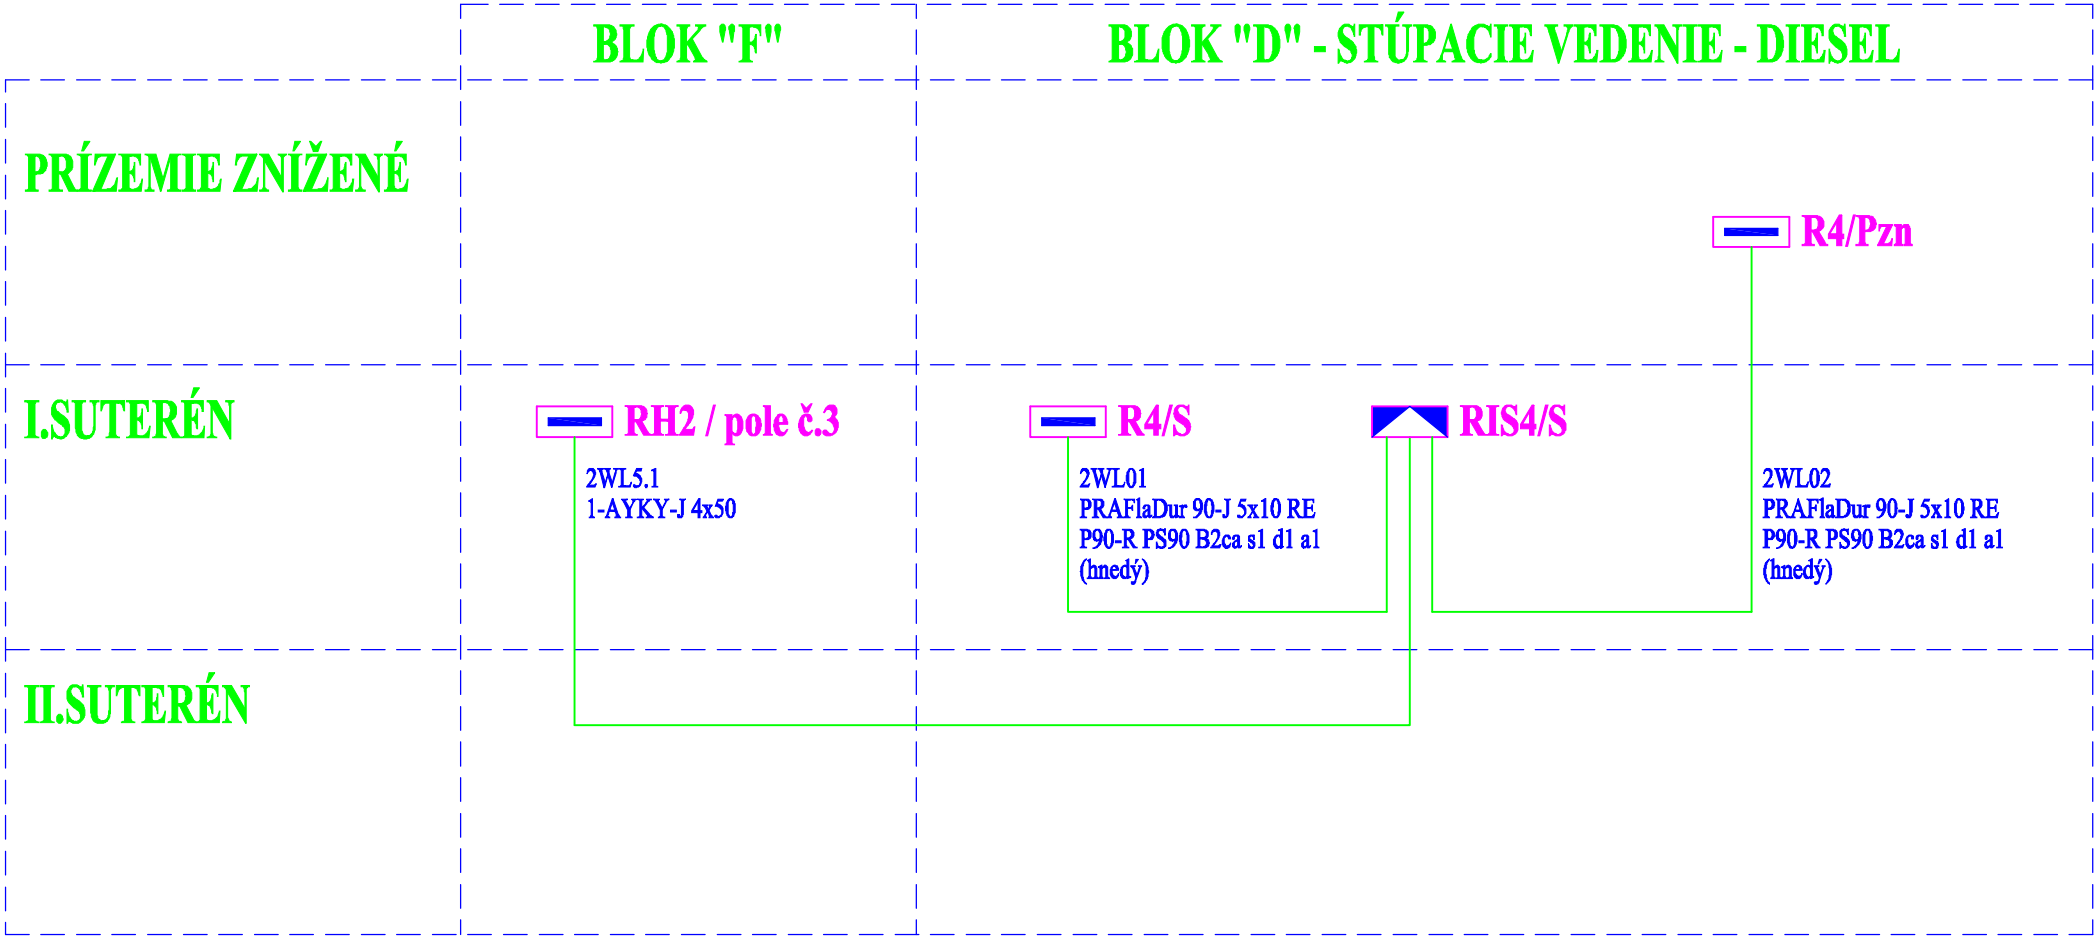 BLOK "F"
BLOK "D" - STÚPACIE VEDENIE - DIESEL
PRÍZEMIE ZNÍŽENÉ
R4/Pzn
I.SUTERÉN
RH2 / pole č.3
2WL5.1
1-AYKY-J 4x50
R4/S
2WL01
PRAFlaDur 90-J 5x10 RE
P90-R PS90 B2ca s1 d1 a1
(hnedý)
RIS4/S
2WL02
PRAFlaDur 90-J 5x10 RE
P90-R PS90 B2ca s1 d1 a1
(hnedý)
II.SUTERÉN